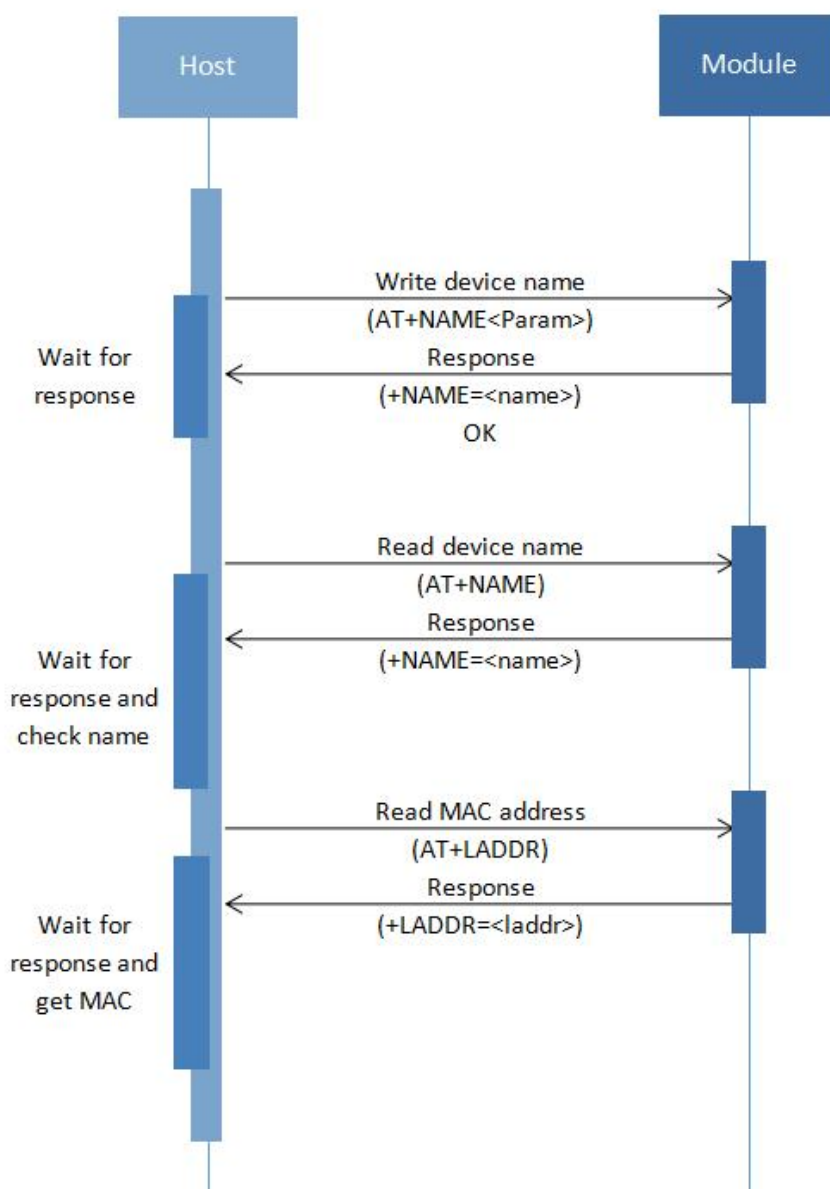 Host
Module
Write device name
(AT+NAME<Param>)
Wait for
response
Response
(+NAME=<name>)
OK
Read device name
(AT+NAME)
Response
(+NAME=<name>)
Wait for
response and
check name
Read MAC address
(AT+LADDR)
Response
(+LADDR=<laddr>)
Wait for
response and
get MAC